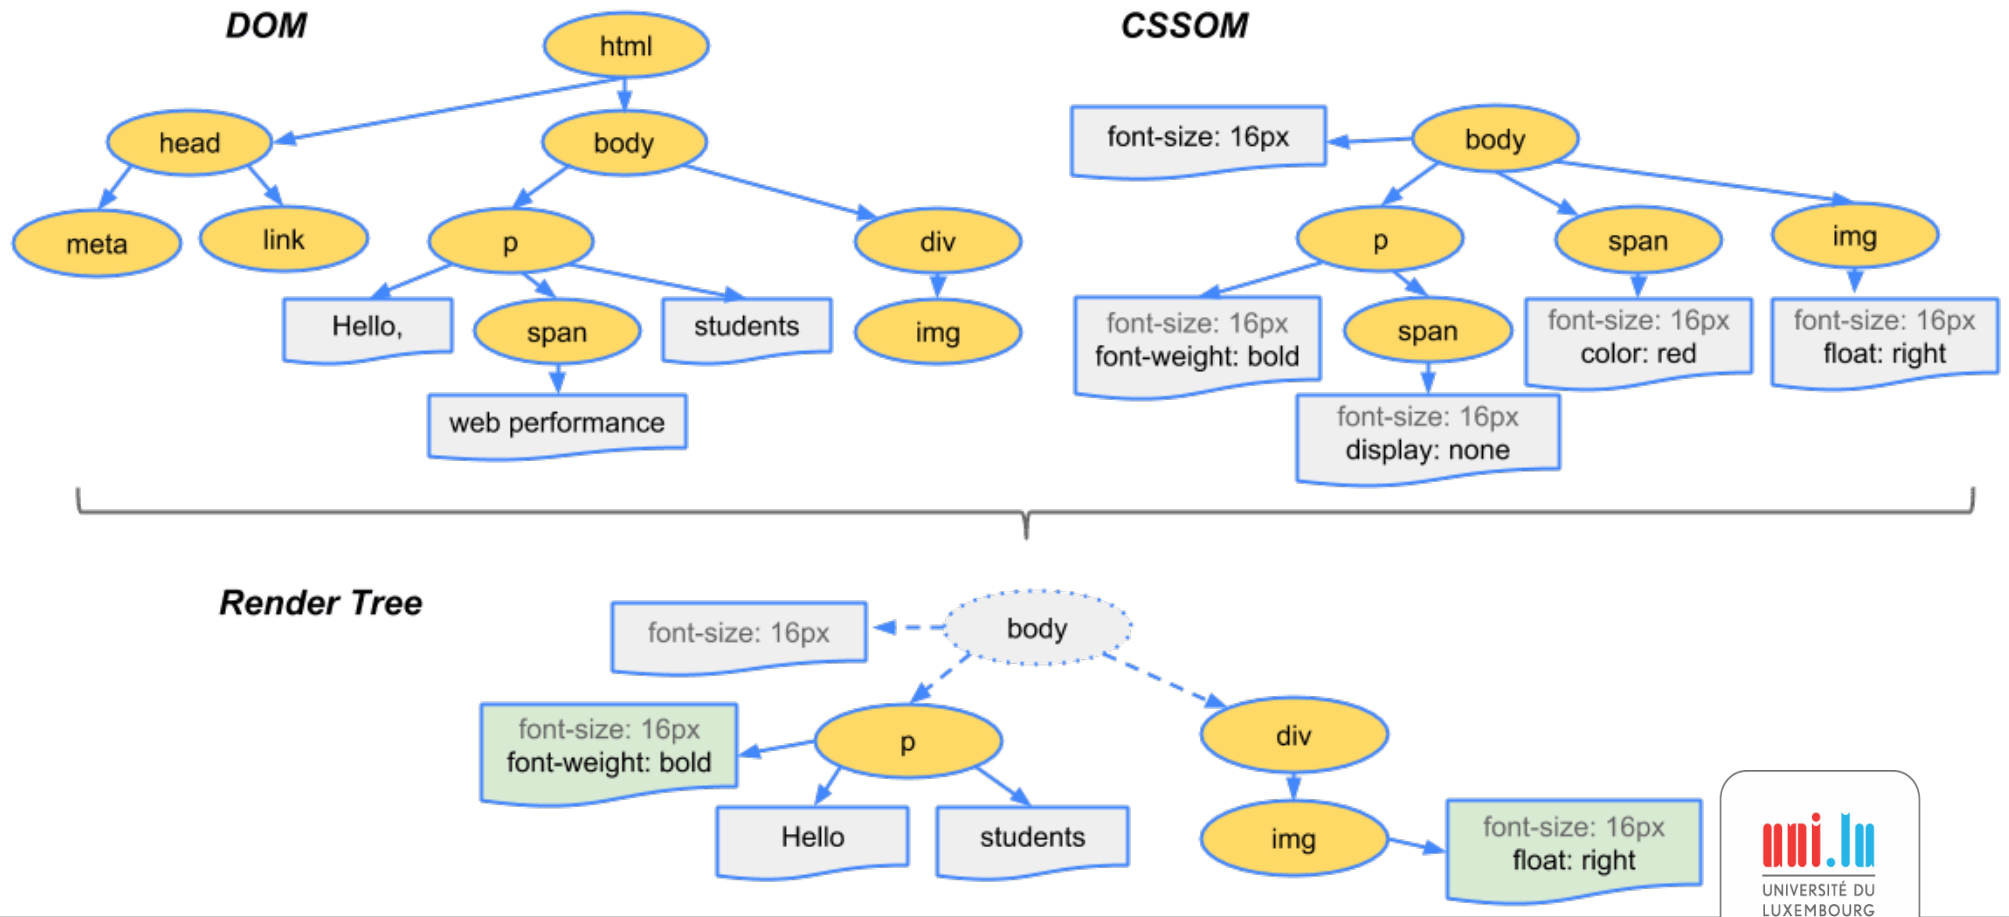 DOM
html
head
body
meta
link
p
div
Hello,
span
students
img
web performance
CSSOM
font-size: 16px
body
p
span
img
font-size: 16px
font-weight: bold
span
font-size: 16px
color: red
font-size: 16px
float: right
font-size: 16px
display: none
Render Tree
font-size: 16px
body
font-size: 16px
font-weight: bold
p
div
Hello
students
img
font-size: 16px
float: right
uni.lu
UNIVERSITÉ DU
LUXEMBOURG